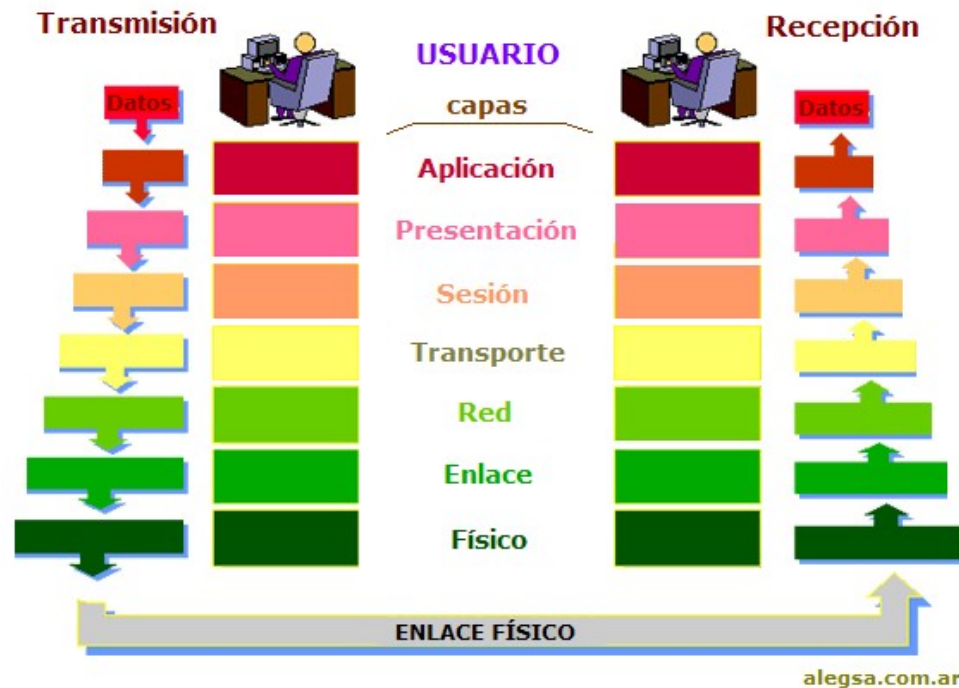 Transmisión
Recepción
USUARIO
Datos
capas
Datos
Aplicación
Presentación
Sesión
Transporte
Red
Enlace
Físico
ENLACE FÍSICO
alegsa.com.ar